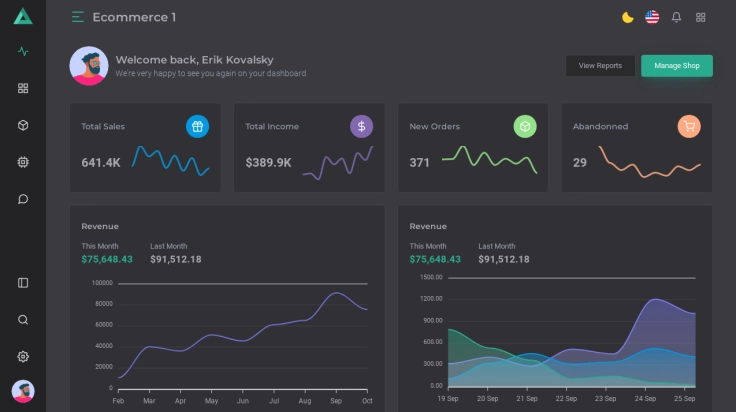 Ecommerce 1
Welcome back, Erik Kovalsky
We're very happy to see you again on your dashboard.
View Reports
Manage Shop
Total Sales
641.4K
Total Income
$389.9K
New Orders
371
Abandonned
29
Revenue
This Month Last Month
$75,648.43 $91,512.18
100000
80000
60000
40000
20000
0
Feb Mar Apr May Jun Jul Aug Sep Oct
Revenue
This Month Last Month
$75,648.43 $91,512.18
1500.00
1200.00
900.00
600.00
300.00
0.00
19 Sep 20 Sep 21 Sep 22 Sep 23 Sep 24 Sep 25 Sep